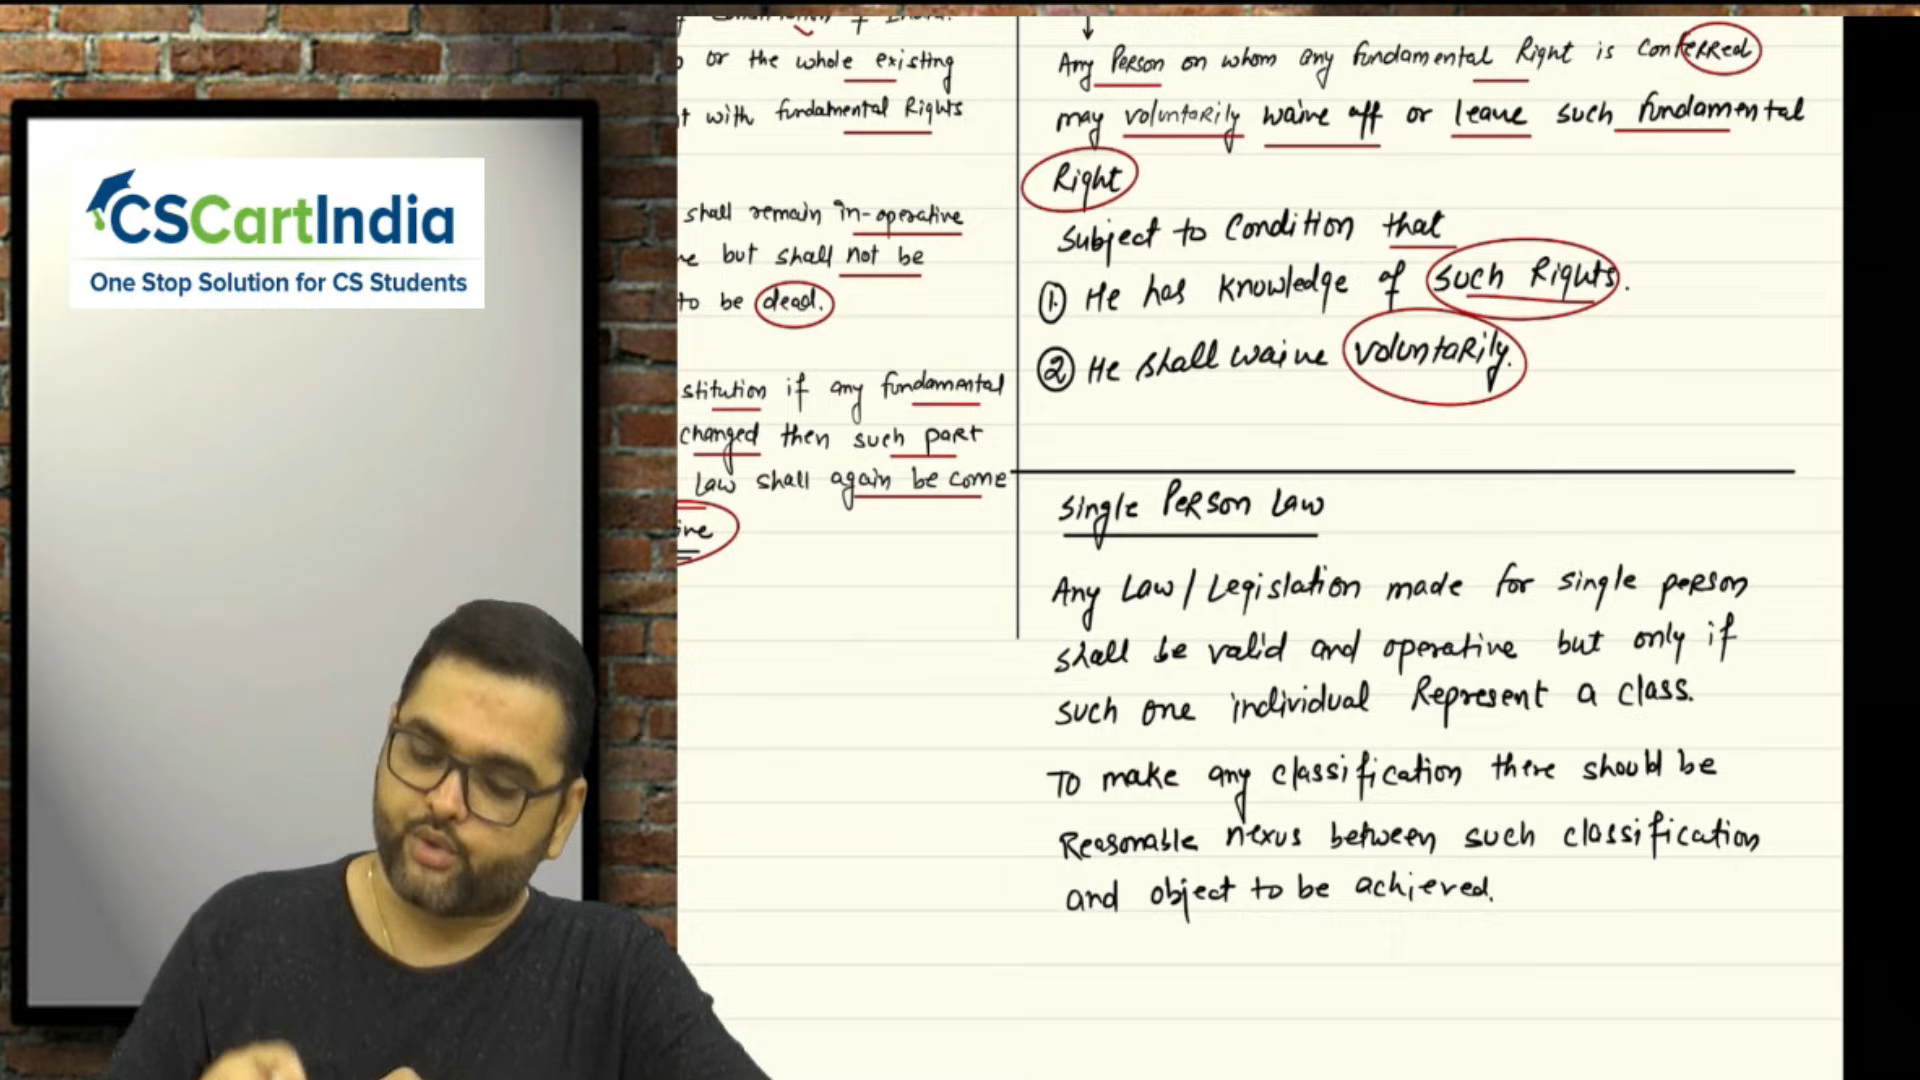 CSCartIndia
One Stop Solution for CS Students
or the whole existing
with fundamental Rights
shall remain in-operative
but shall not be
to be dead.
stitution if any fundamental
changed then such part
Law shall again be come
Any Person on whom any fundamental Right is conferred
may voluntarily waive off or leave such fundamental
Right
Subject to Condition that
1. He has knowledge of such Rights.
2 He shall waive voluntarily.
Single Person Law
Any Law/Legislation made for single person
shall be valid and operative but only if
such one individual Represent a class.
To make any classification there should be
Reasonable nexus between such classification
and object to be achieved.